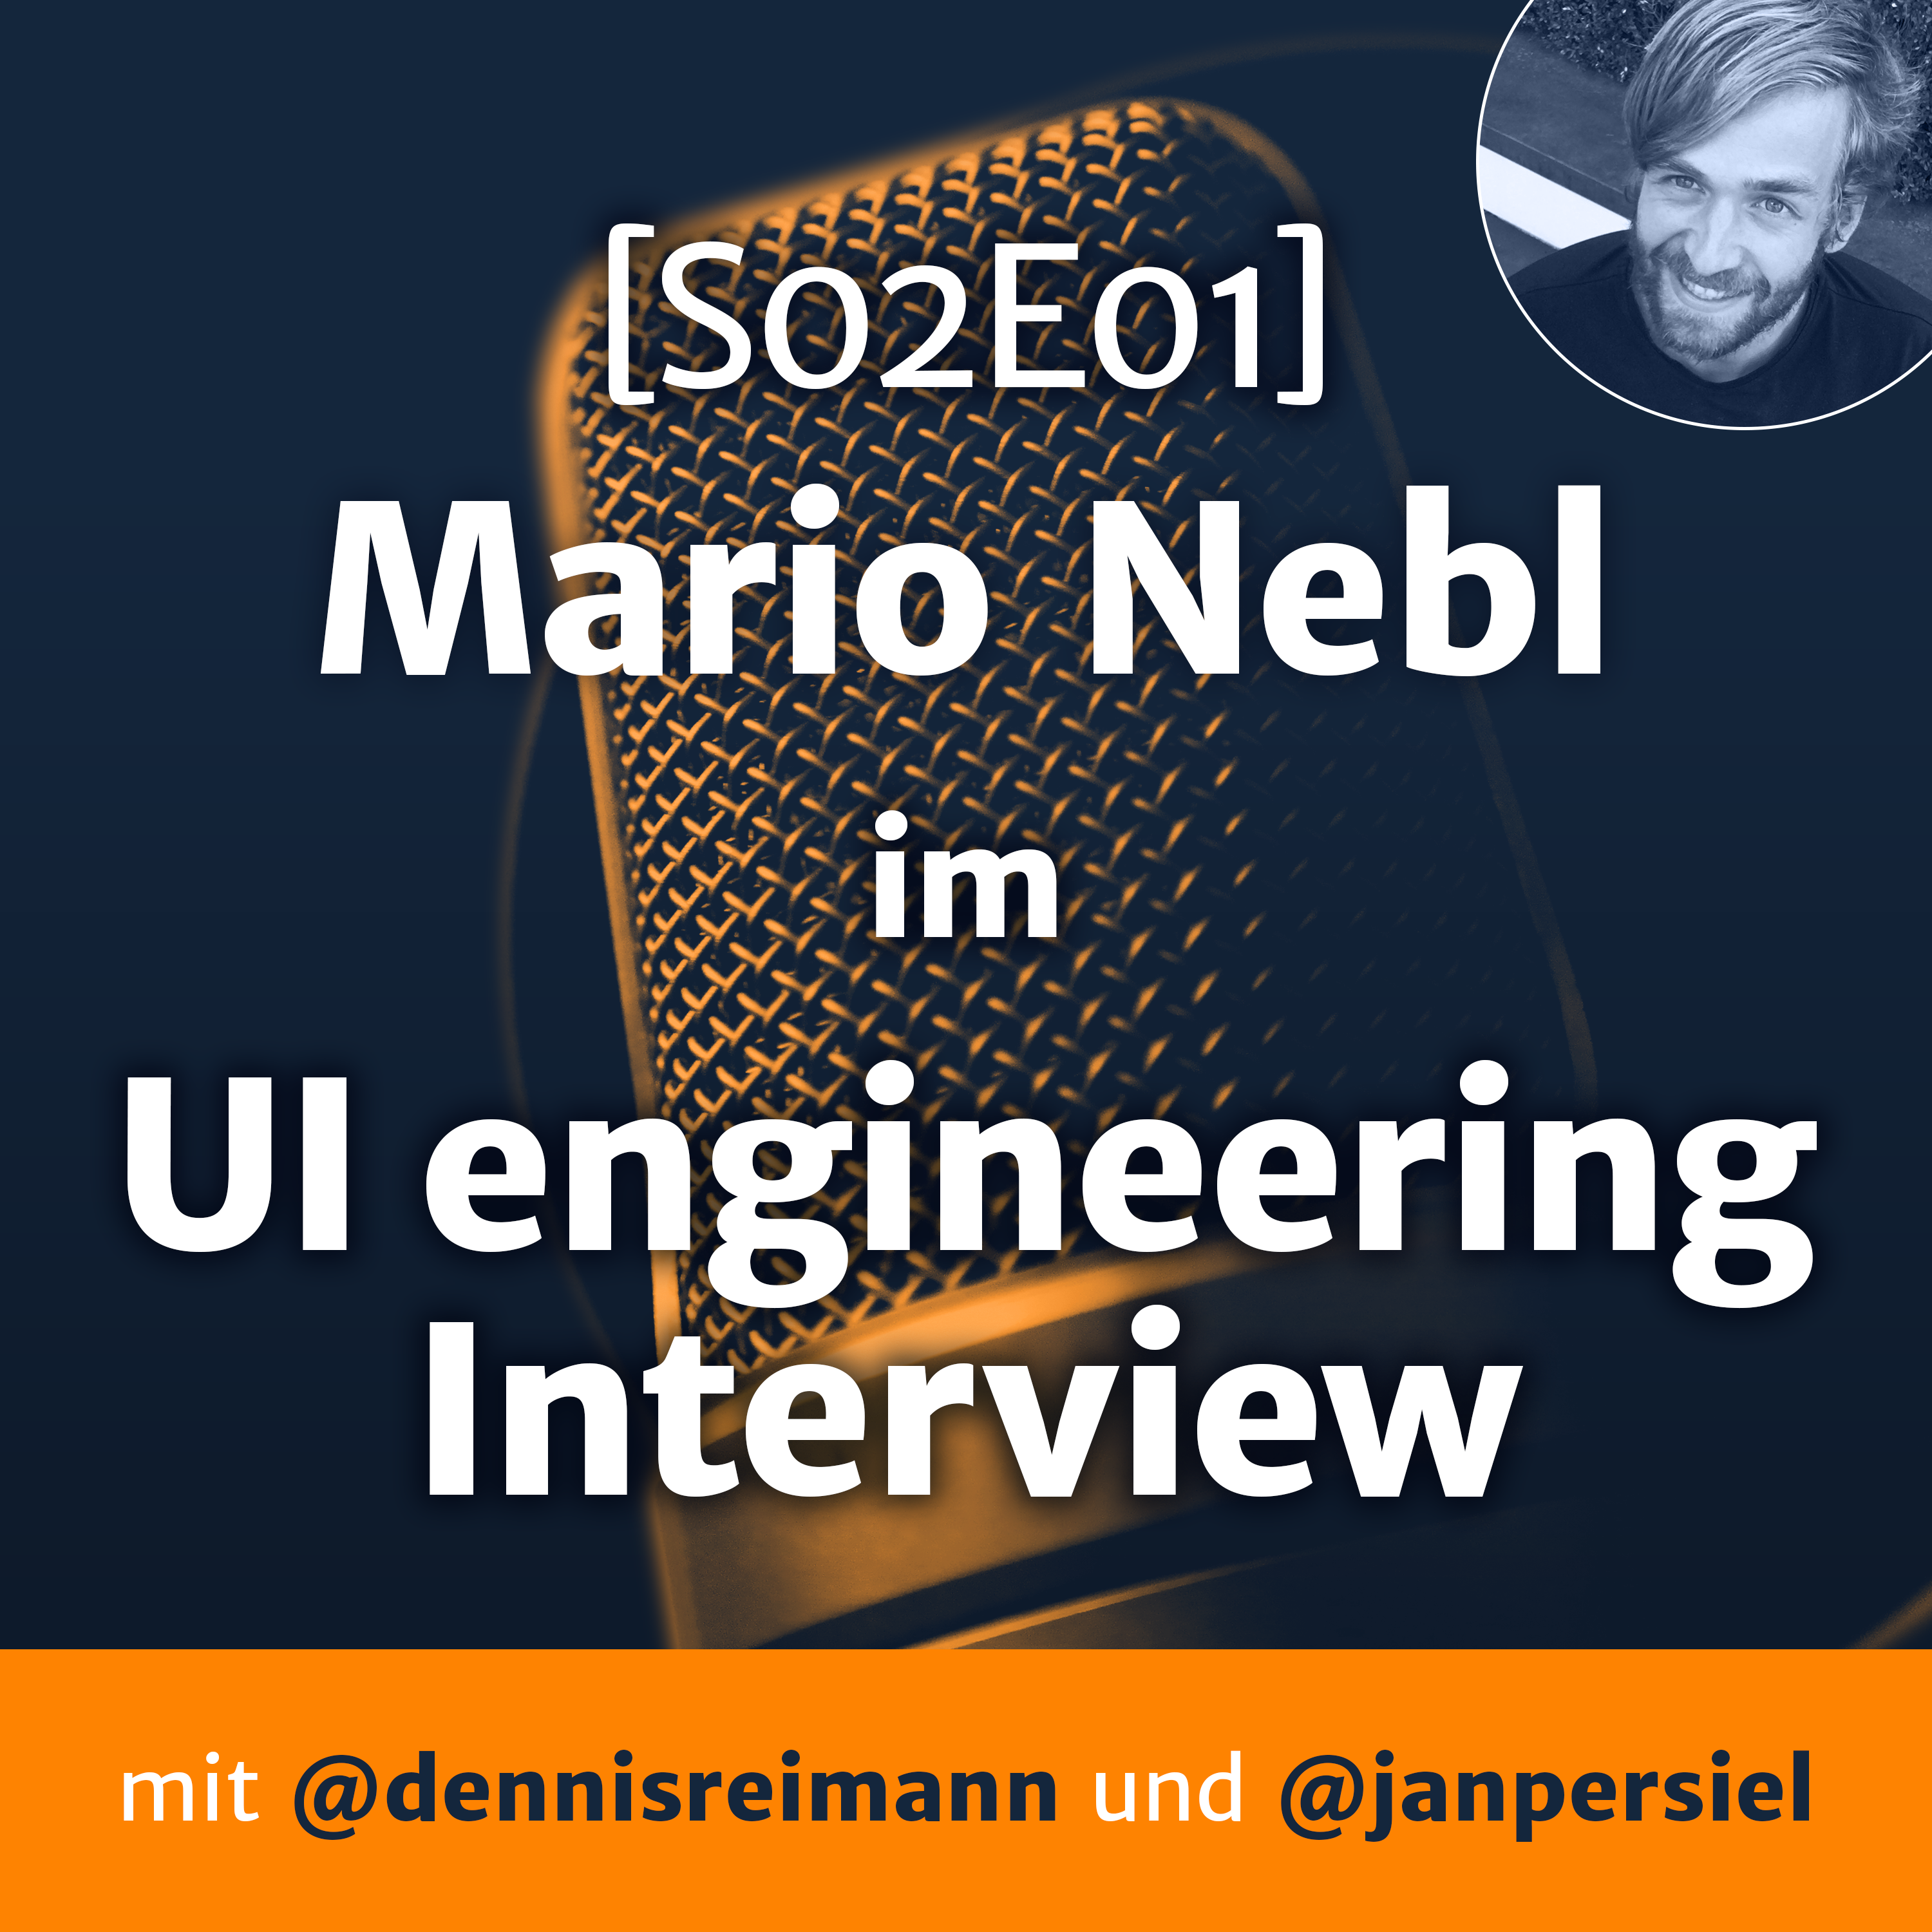 [S02E01]
Mario Nebl
im
UI engineering
Interview
mit @dennisreimann und @janpersiel